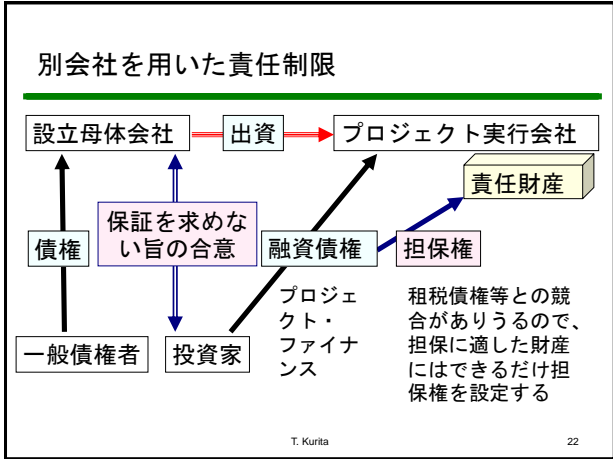 別会社を用いた責任制限
設立母体会社
出資
プロジェクト実行会社
責任財産
保証を求めな
い旨の合意
債権
融資債権
担保権
プロジェ
クト・
ファイナ
ンス
租税債権等との競
合がありうるので、
担保に適した財産
にはできるだけ担
保権を設定する
一般債権者
投資家
T. Kurita
22